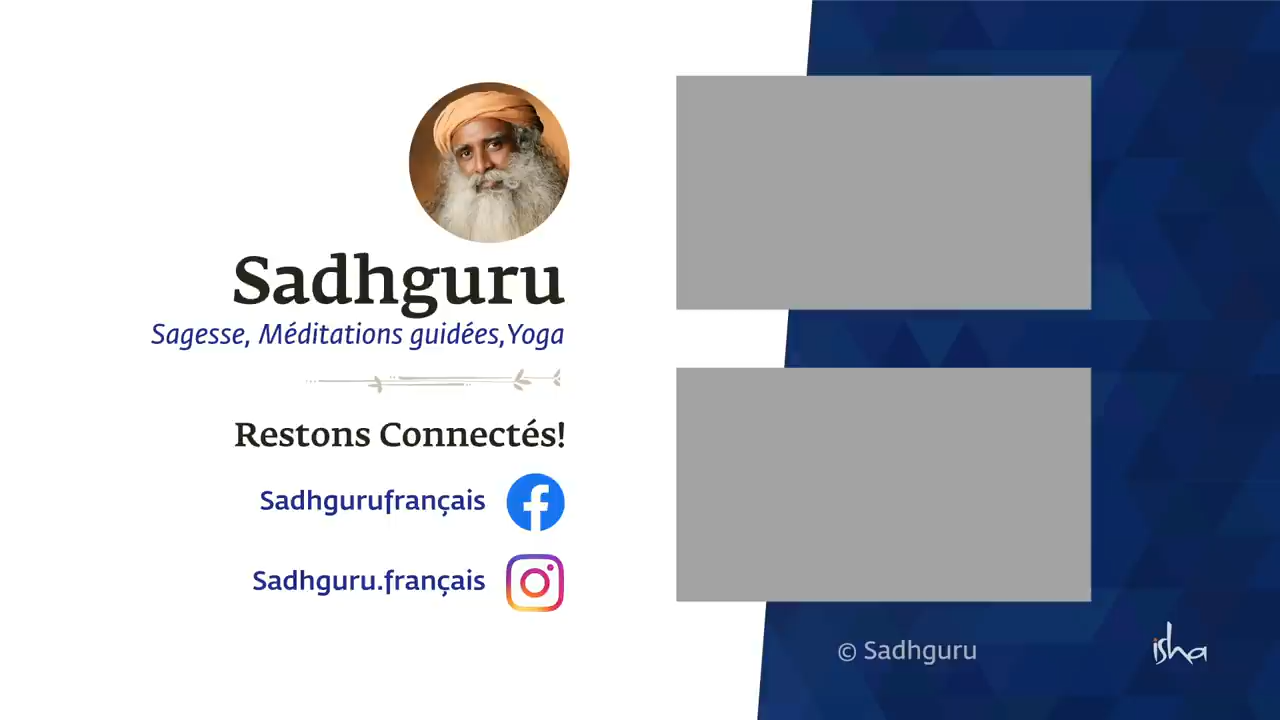 Sadhguru
Sagesse, Méditations guidées,Yoga
Restons Connectés!
Sadhgurufrançais
Sadhguru.français
© Sadhguru
isha